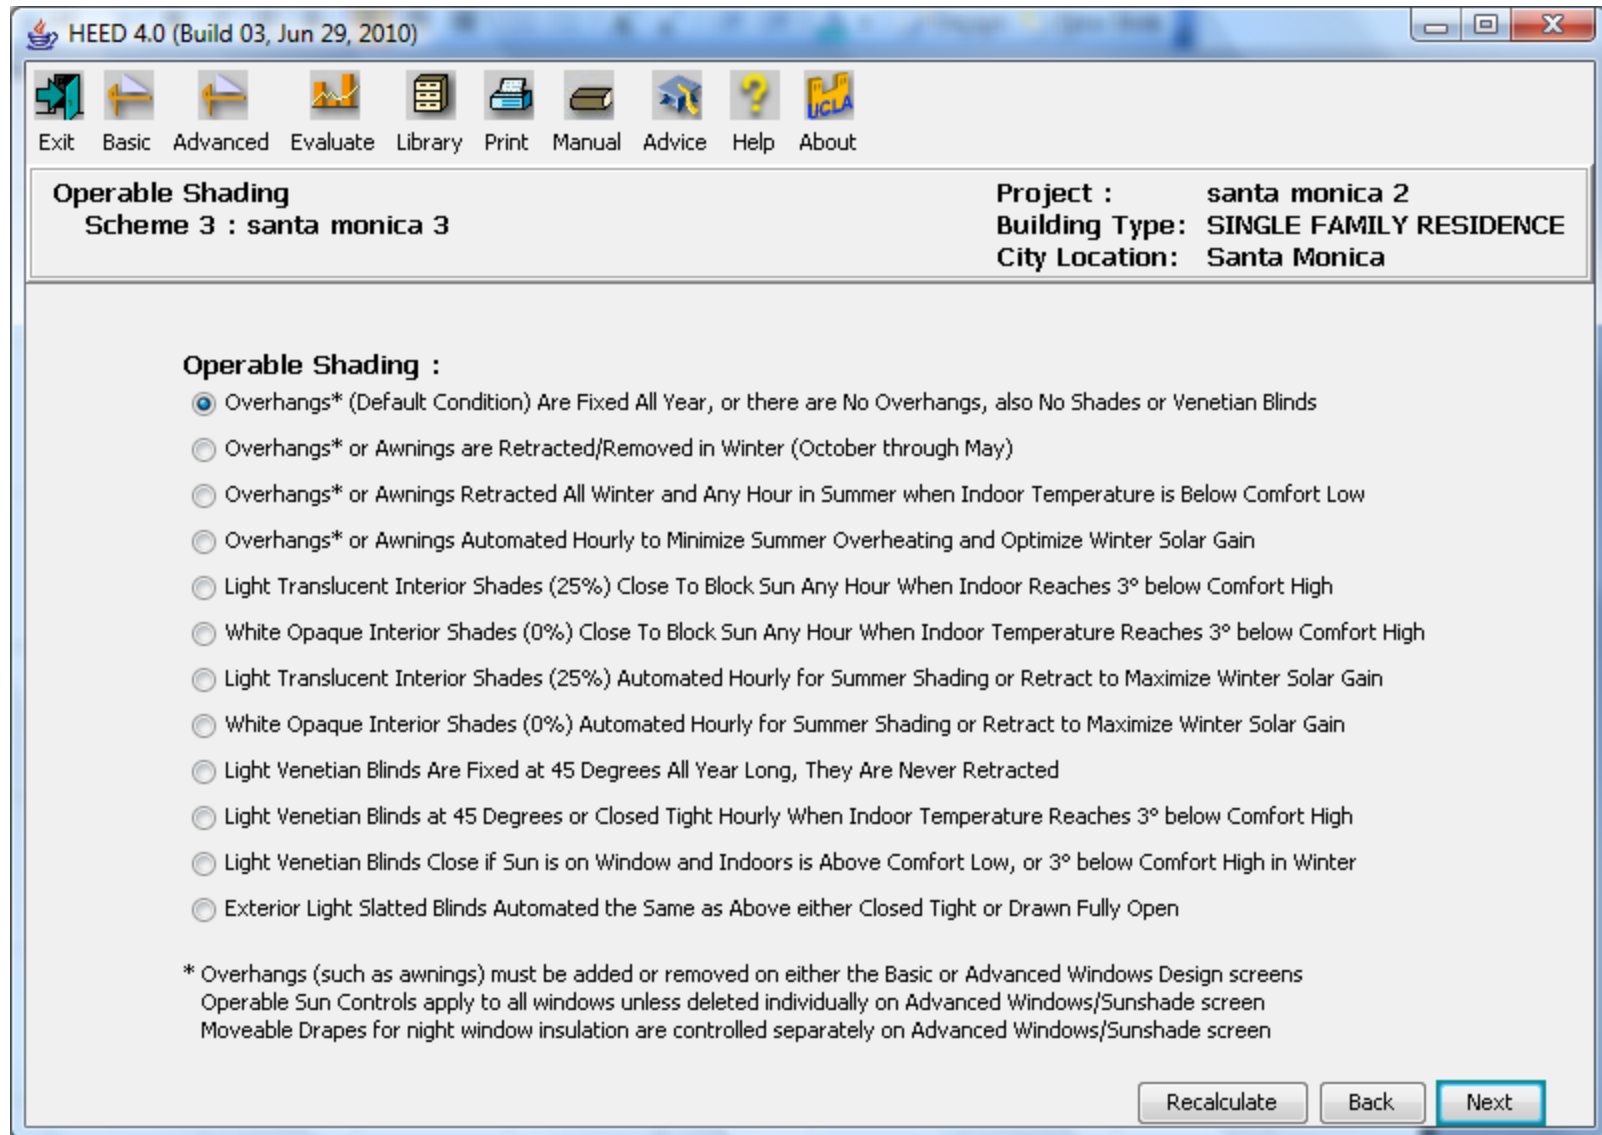 HEED 4.0 (Build 03, Jun 29, 2010)
UCLA
Exit Basic Advanced Evaluate Library Print Manual Advice Help About
Operable Shading
Scheme 3 : santa monica 3
Project : santa monica 2
Building Type: SINGLE FAMILY RESIDENCE
City Location: Santa Monica
Operable Shading :
Overhangs* (Default Condition) Are Fixed All Year, or there are No Overhangs, also No Shades or Venetian Blinds
Overhangs* or Awnings are Retracted/Removed in Winter (October through May)
Overhangs* or Awnings Retracted All Winter and Any Hour in Summer when Indoor Temperature is Below Comfort Low
Overhangs* or Awnings Automated Hourly to Minimize Summer Overheating and Optimize Winter Solar Gain
Light Translucent Interior Shades (25%) Close To Block Sun Any Hour When Indoor Reaches 3° below Comfort High
White Opaque Interior Shades (0%) Close To Block Sun Any Hour When Indoor Temperature Reaches 3° below Comfort High
Light Translucent Interior Shades (25%) Automated Hourly for Summer Shading or Retract to Maximize Winter Solar Gain
White Opaque Interior Shades (0%) Automated Hourly for Summer Shading or Retract to Maximize Winter Solar Gain
Light Venetian Blinds Are Fixed at 45 Degrees All Year Long, They Are Never Retracted
Light Venetian Blinds at 45 Degrees or Closed Tight Hourly When Indoor Temperature Reaches 3° below Comfort High
Light Venetian Blinds Close if Sun is on Window and Indoors is Above Comfort Low, or 3° below Comfort High in Winter
Exterior Light Slatted Blinds Automated the Same as Above either Closed Tight or Drawn Fully Open
* Overhangs (such as awnings) must be added or removed on either the Basic or Advanced Windows Design screens
Operable Sun Controls apply to all windows unless deleted individually on Advanced Windows/Sunshade screen
Moveable Drapes for night window insulation are controlled separately on Advanced Windows/Sunshade screen
Recalculate Back Next